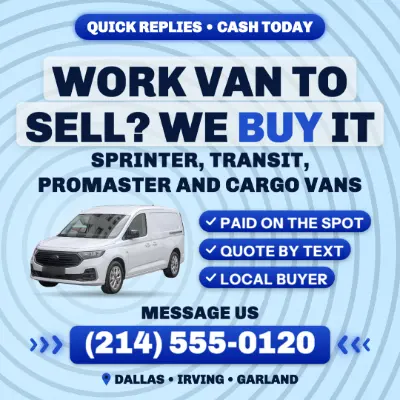 QUICK REPLIES • CASH TODAY
WORK VAN TO
SELL? WE BUY IT
SPRINTER, TRANSIT,
PROMASTER AND CARGO VANS
PAID ON THE SPOT
QUOTE BY TEXT
LOCAL BUYER
MESSAGE US
(214) 555-0120
DALLAS • IRVING • GARLAND